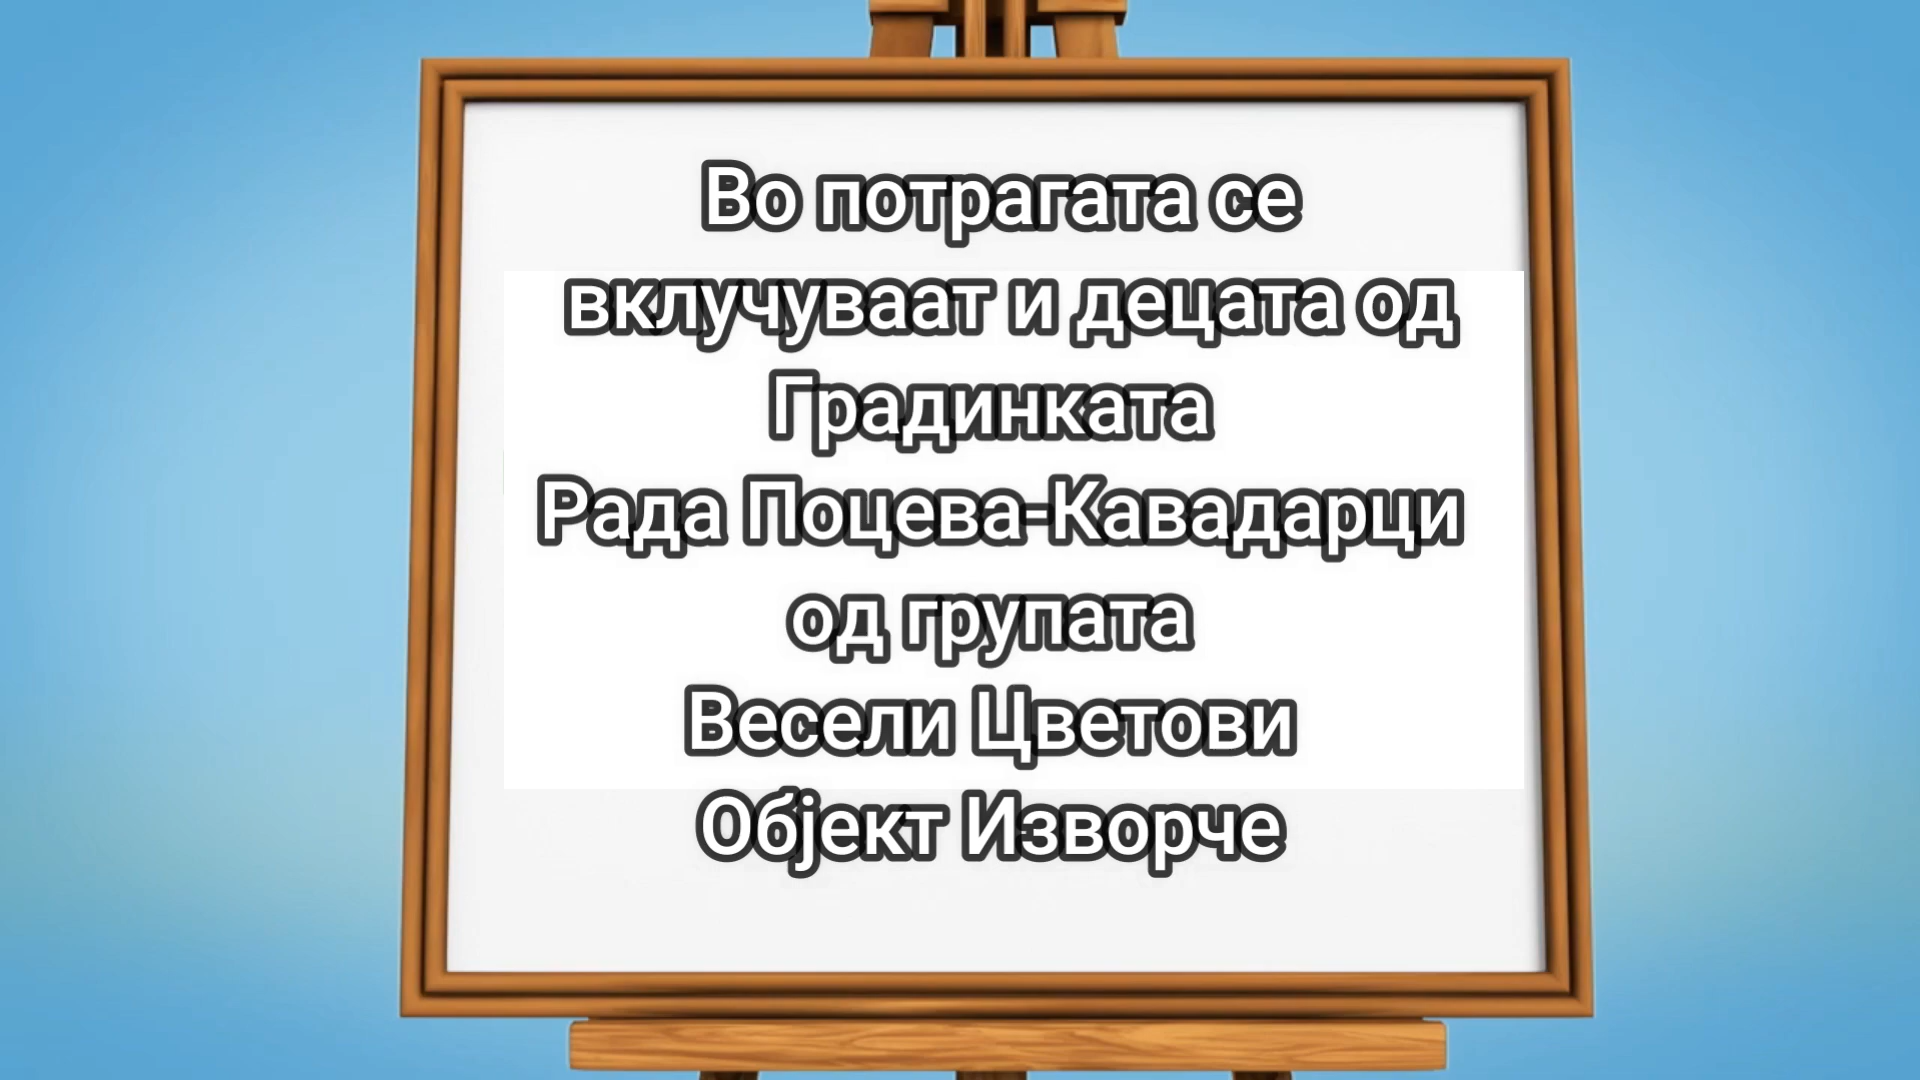 Во потрагата се
вклучуваат и децата од
Градинката
Рада Поцева-Кавадарци
од групата
Весели Цветови
Објект Изворче